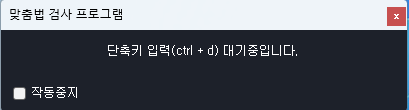 맞춤법 검사 프로그램
단축키 입력(ctrl + d) 대기중입니다.
작동중지